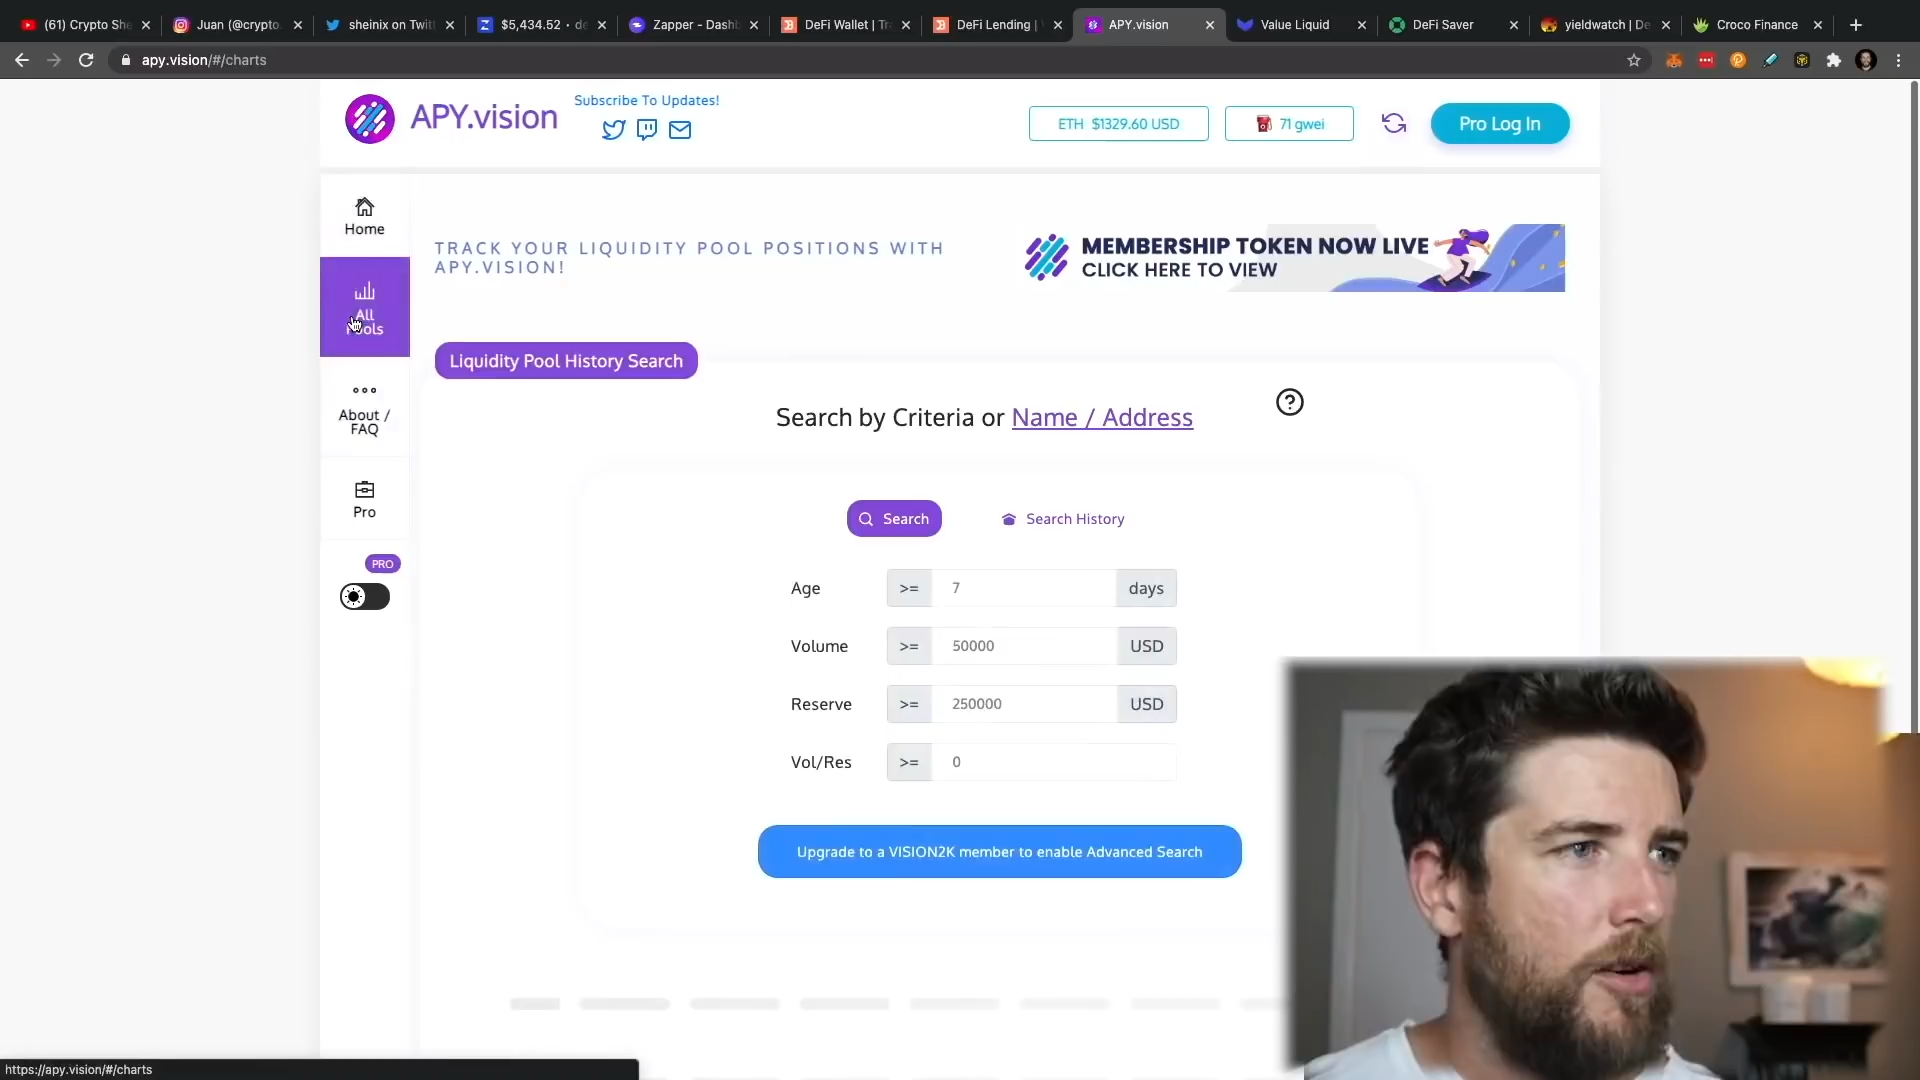 (61) Crypto She
Juan (@crypto.
sheinix on Twitt
$5,434.52 · de
Zapper - Dashb
DeFi Wallet | Tra
DeFi Lending |
APY.vision
Value Liquid
DeFi Saver
yieldwatch | De
Croco Finance
apy.vision/#/charts
APY.vision
Subscribe To Updates!
ETH $1329.60 USD
71 gwei
Pro Log In
Home
All
Pools
About /
FAQ
Pro
PRO
TRACK YOUR LIQUIDITY POOL POSITIONS WITH
APY.VISION!
MEMBERSHIP TOKEN NOW LIVE
CLICK HERE TO VIEW
Liquidity Pool History Search
Search by Criteria or Name / Address
Search
Search History
Age >= 7 days
Volume >= 50000 USD
Reserve >= 250000 USD
Vol/Res >= 0
Upgrade to a VISION2K member to enable Advanced Search
https://apy.vision/#/charts